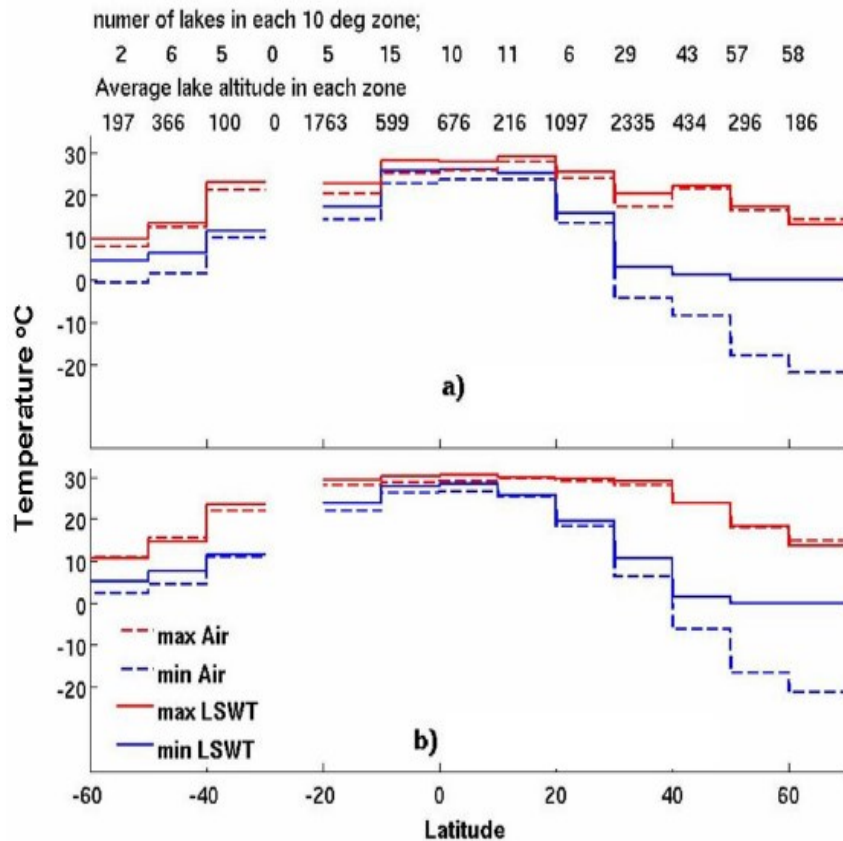 numer of lakes in each 10 deg zone;
2 6 5 0 5 15 10 11 6 29 43 57 58
Average lake altitude in each zone
197 366 100 0 1763 599 676 216 1097 2335 434 296 186
30
20
10
0
-10
-20
a)
Temperature °C
30
20
10
0
-10
-20
max Air
min Air
max LSWT
min LSWT
b)
-60 -40 -20 0 20 40 60
Latitude